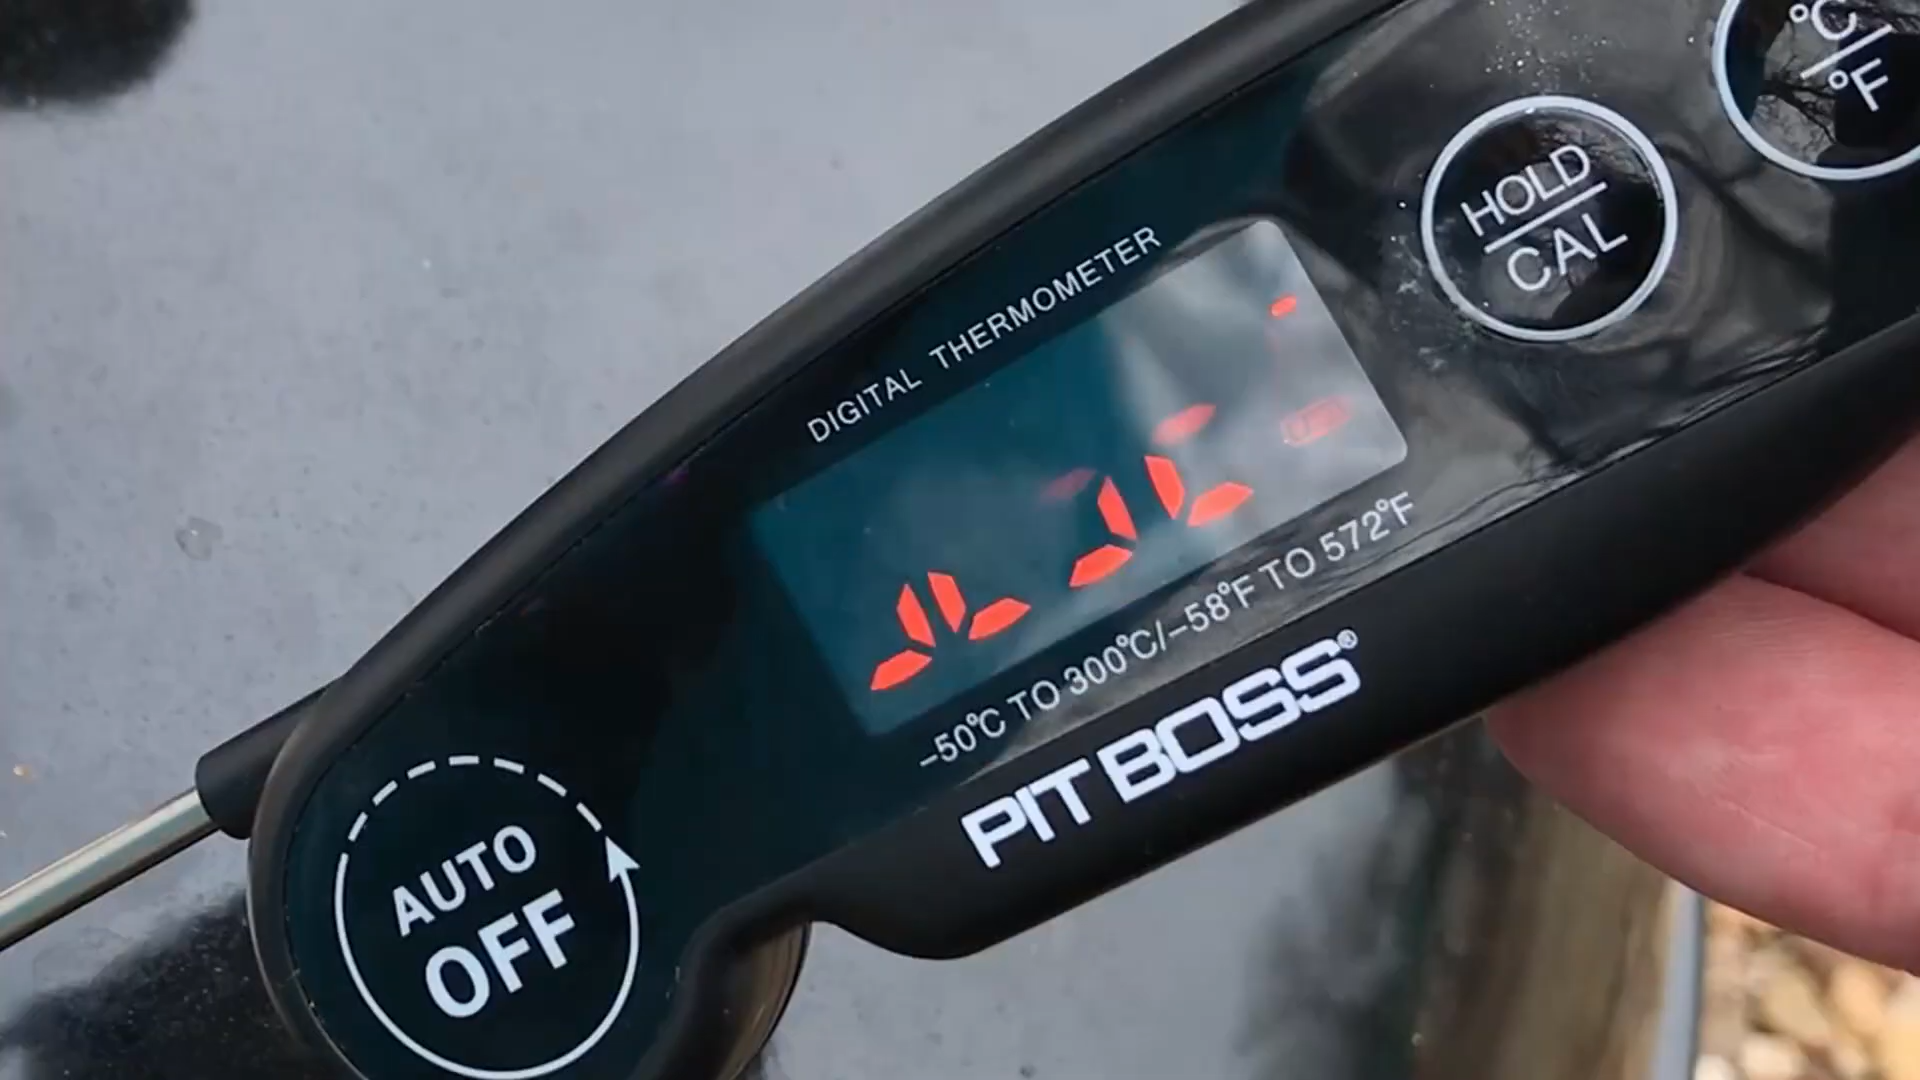 °C
°F
HOLD
CAL
DIGITAL THERMOMETER
-50°C TO 300°C/-58°F TO 572°F
PIT BOSS®
AUTO
OFF